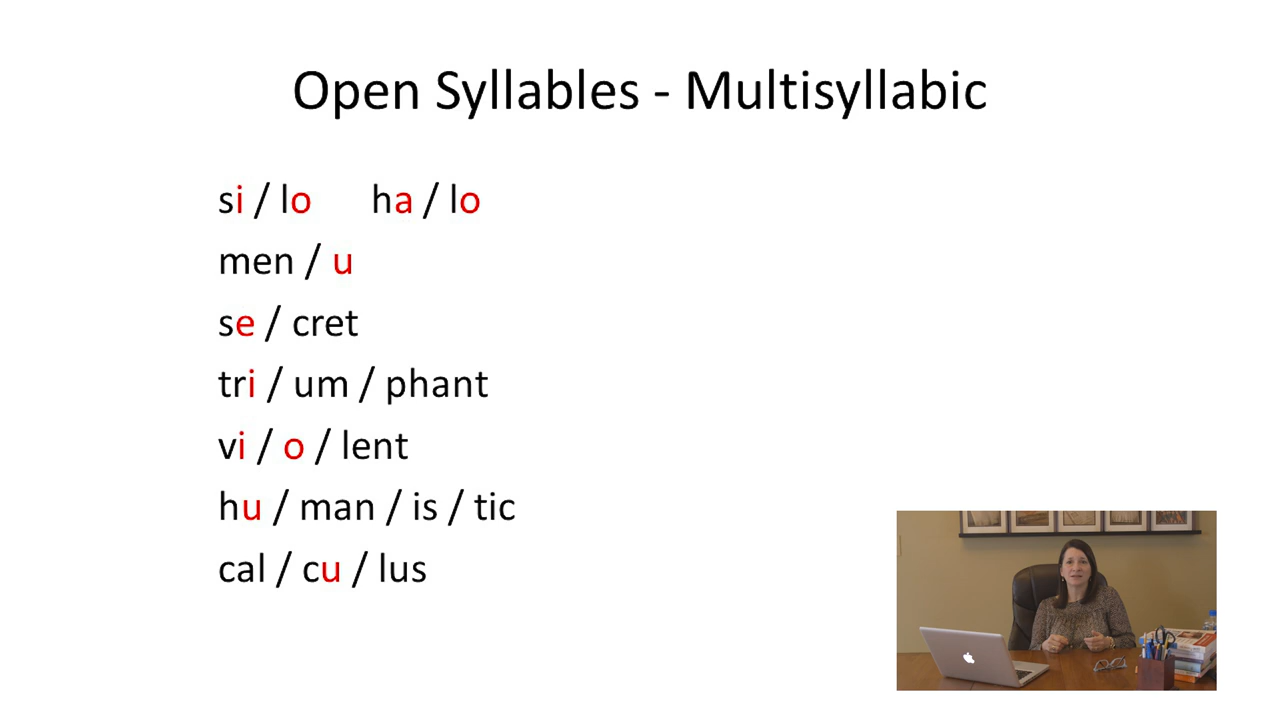 Open Syllables - Multisyllabic
si / lo ha / lo
men / u
se / cret
tri / um / phant
vi / o / lent
hu / man / is / tic
cal / cu / lus